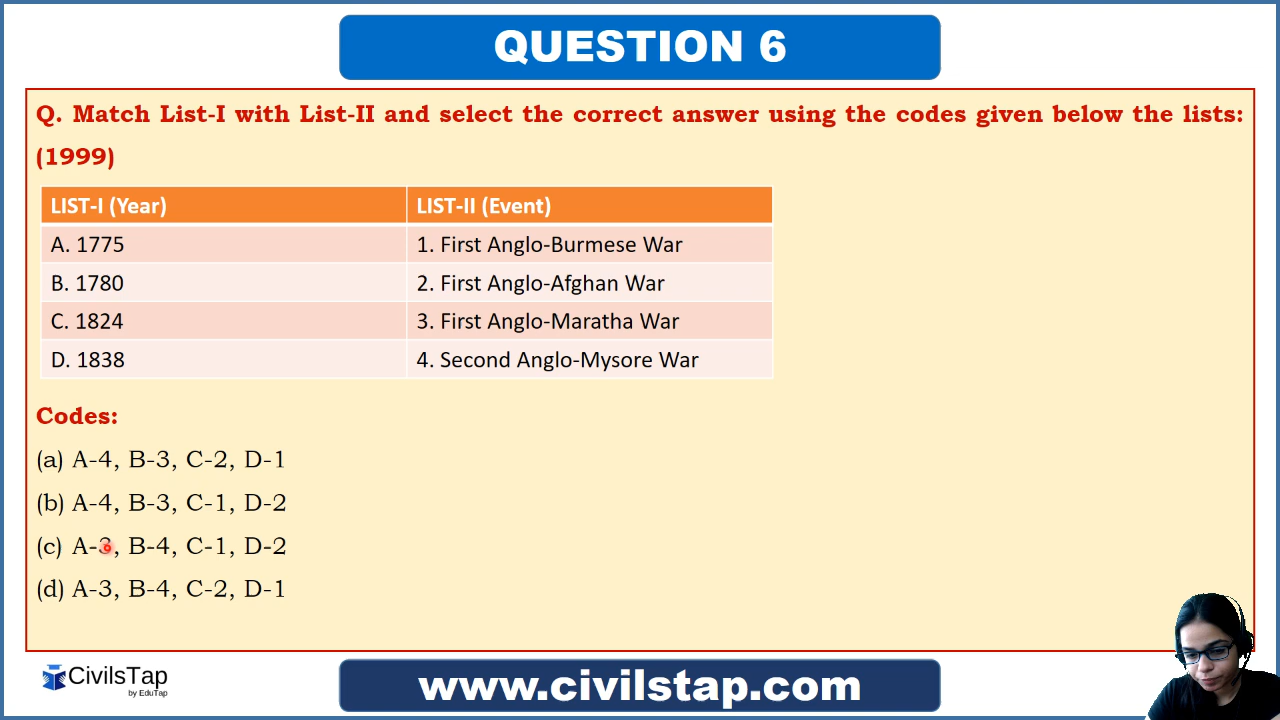 QUESTION 6
Q. Match List-I with List-II and select the correct answer using the codes given below the lists:
(1999)
LIST-I (Year) LIST-II (Event)
A. 1775 1. First Anglo-Burmese War
B. 1780 2. First Anglo-Afghan War
C. 1824 3. First Anglo-Maratha War
D. 1838 4. Second Anglo-Mysore War
Codes:
(a) A-4, B-3, C-2, D-1
(b) A-4, B-3, C-1, D-2
(c) A-3, B-4, C-1, D-2
(d) A-3, B-4, C-2, D-1
CivilsTap
by EduTap
www.civilstap.com